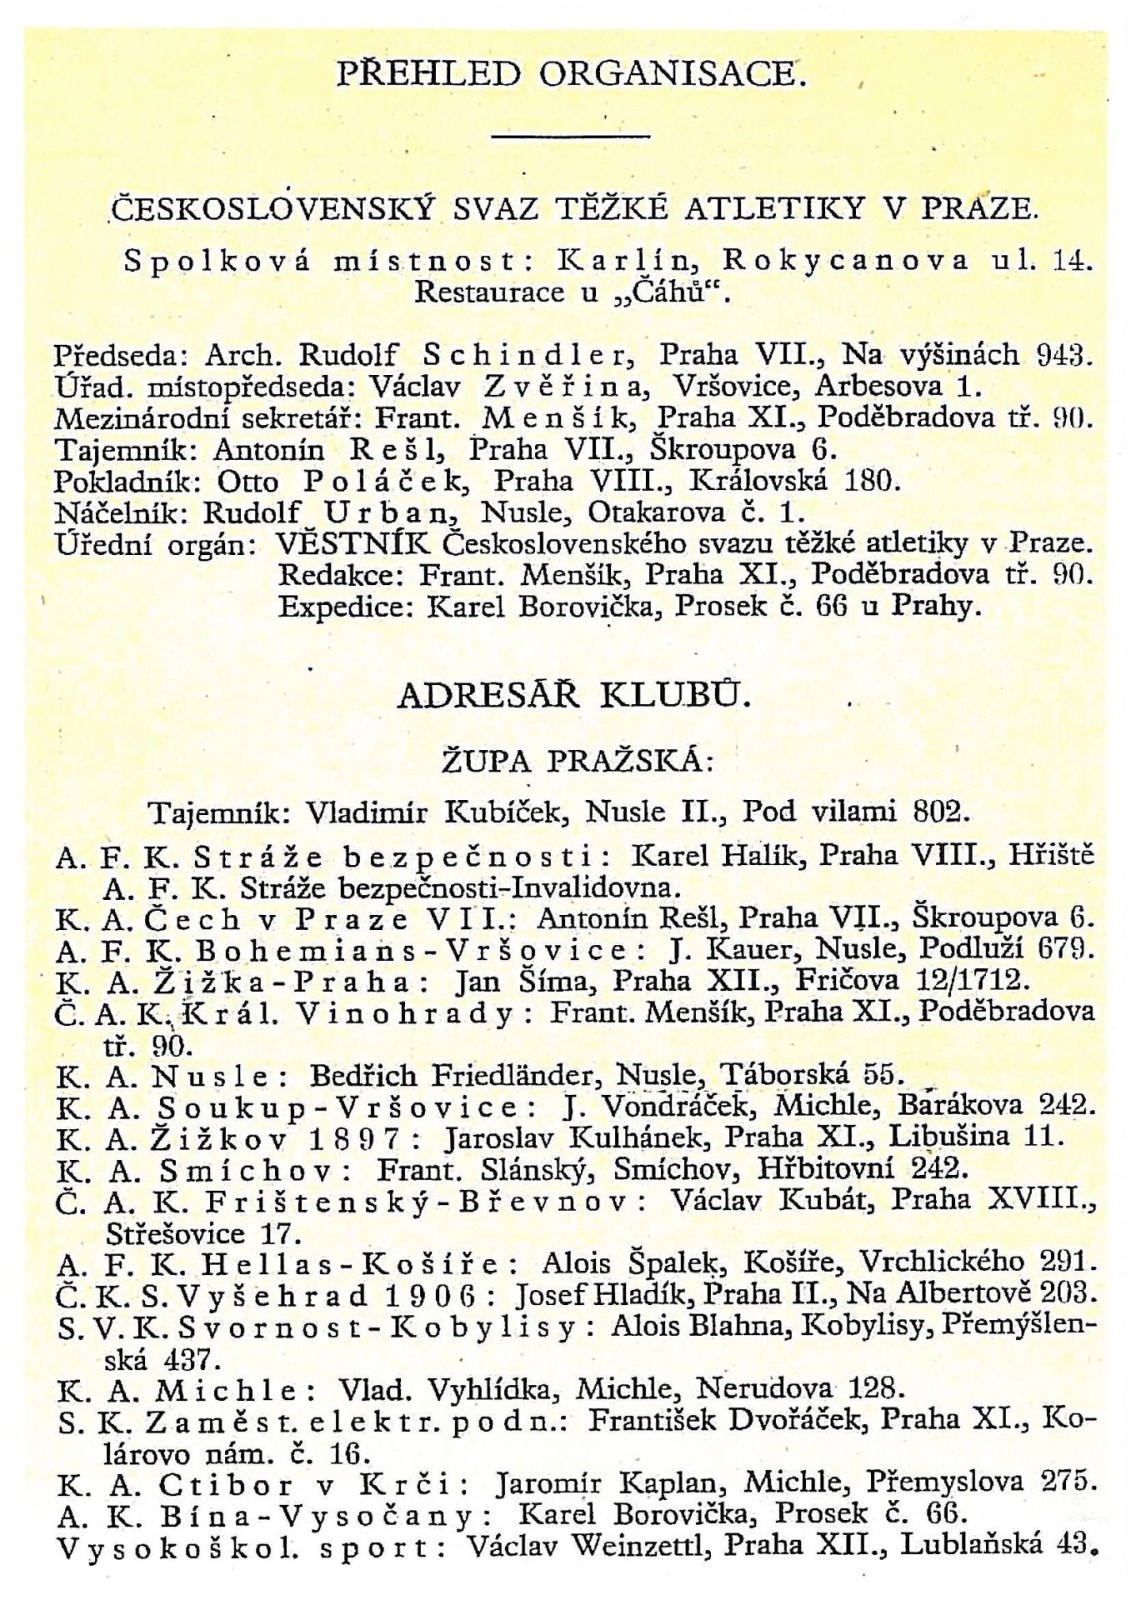 PŘEHLED ORGANISACE.
ČESKOSLOVENSKÝ SVAZ TĚŽKÉ ATLETIKY V PRAZE.
Spolková místnost: Karlín, Rokycanova ul. 14.
Restaurace u „Čáhů“.
Předseda: Arch. Rudolf Schindler, Praha VII., Na výšinách 943.
Úřad. místopředseda: Václav Zvěřina, Vršovice, Arbesova 1.
Mezinárodní sekretář: Frant. Menšík, Praha XI., Poděbradova tř. 90.
Tajemník: Antonín Rešl, Praha VII., Škroupova 6.
Pokladník: Otto Poláček, Praha VIII., Královská 180.
Náčelník: Rudolf Urban, Nusle, Otakarova č. 1.
Úřední orgán: VĚSTNÍK Československého svazu těžké atletiky v Praze.
Redakce: Frant. Menšík, Praha XI., Poděbradova tř. 90.
Expedice: Karel Borovička, Prosek č. 66 u Prahy.
ADRESÁŘ KLUBŮ.
ŽUPA PRAŽSKÁ:
Tajemník: Vladimír Kubíček, Nusle II., Pod vilami 802.
A. F. K. Stráže bezpečnosti: Karel Halík, Praha VIII., Hřiště
A. F. K. Stráže bezpečnosti-Invalidovna.
K. A. Čech v Praze VII.: Antonín Rešl, Praha VII., Škroupova 6.
A. F. K. Bohemians-Vršovice: J. Kauer, Nusle, Podluží 679.
K. A. Žižka-Praha: Jan Šíma, Praha XII., Fričova 12/1712.
Č. A. K. Král. Vinohrady: Frant. Menšík, Praha XI., Poděbradova
tř. 90.
K. A. Nusle: Bedřich Friedländer, Nusle, Táborská 55.
K. A. Soukup-Vršovice: J. Vondráček, Michle, Barákova 242.
K. A. Žižkov 1897: Jaroslav Kulhánek, Praha XI., Libušina 11.
K. A. Smíchov: Frant. Slánský, Smíchov, Hřbitovní 242.
Č. A. K. Frištenský-Břevnov: Václav Kubát, Praha XVIII.,
Střešovice 17.
A. F. K. Hellas-Košíře: Alois Špalek, Košíře, Vrchlického 291.
Č. K. S. Vyšehrad 1906: Josef Hladík, Praha II., Na Albertově 203.
S. V. K. Svornost-Kobylisy: Alois Blahna, Kobylisy, Přemýšlen-
ská 437.
K. A. Michle: Vlad. Vyhlídka, Michle, Nerudova 128.
S. K. Zaměst. elektr. podn.: František Dvořáček, Praha XI., Ko-
lárovo nám. č. 16.
K. A. Ctibor v Krči: Jaromír Kaplan, Michle, Přemyslova 275.
A. K. Bína-Vysočany: Karel Borovička, Prosek č. 66.
Vysokoškol. sport: Václav Weinzettl, Praha XII., Lublaňská 43.